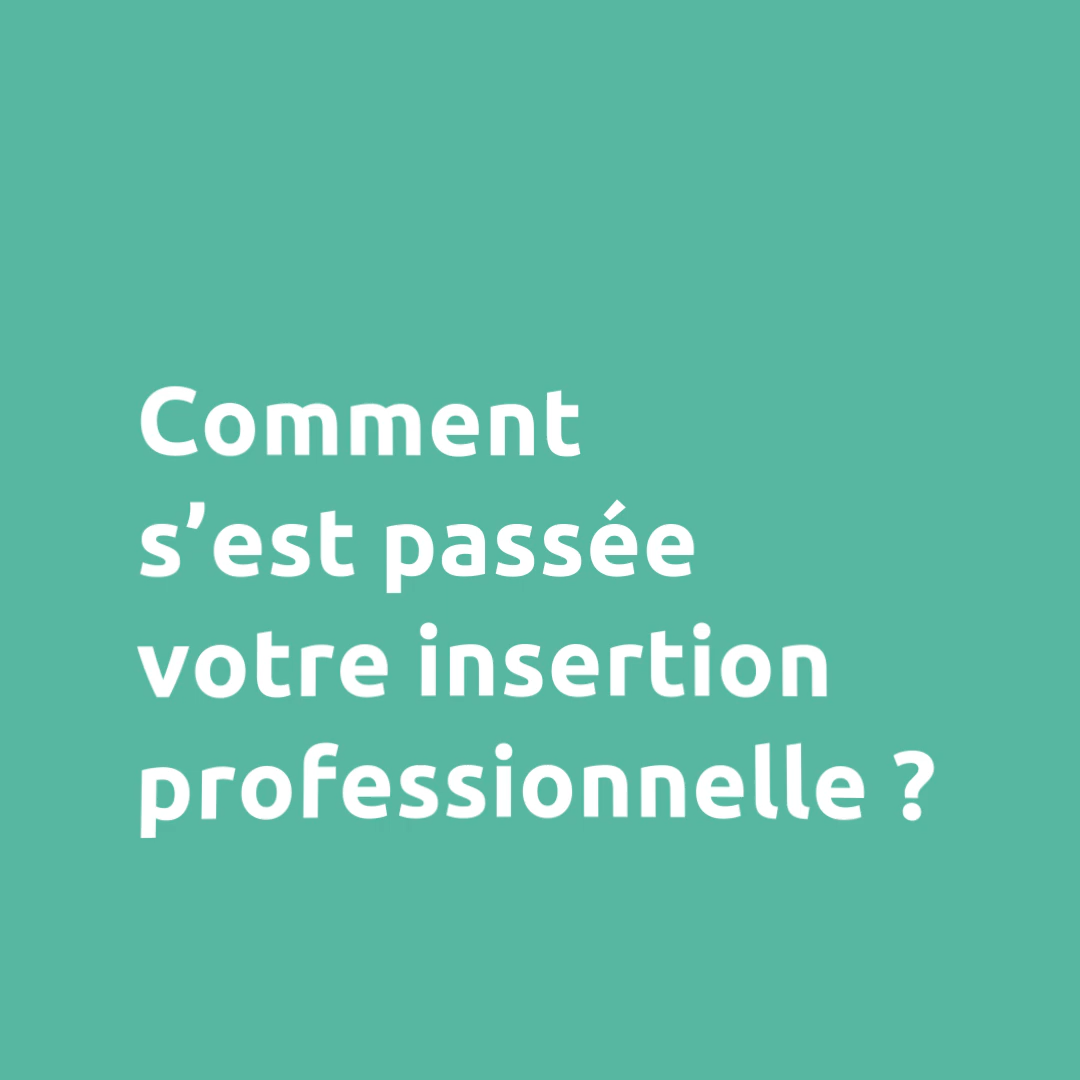 Comment
s’est passée
votre insertion
professionnelle ?